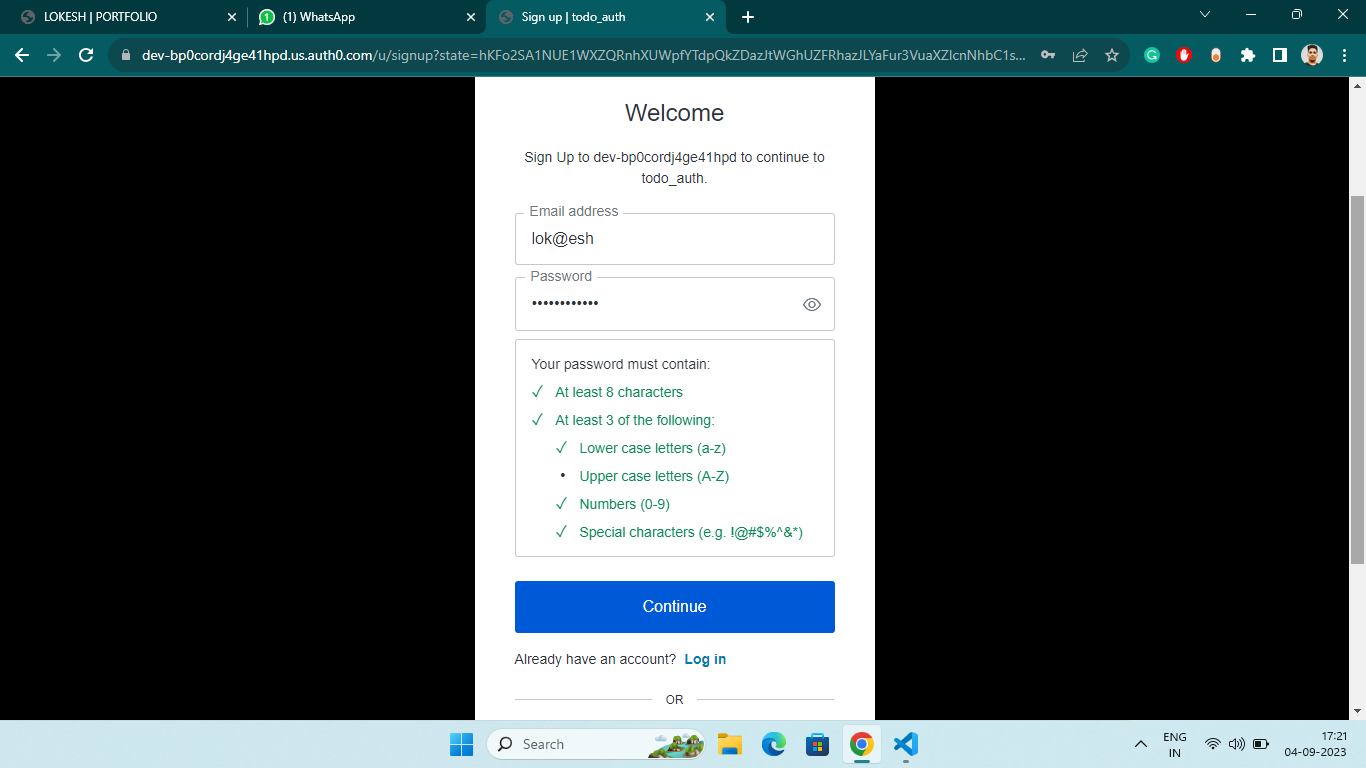 LOKESH | PORTFOLIO
(1) WhatsApp
Sign up | todo_auth
dev-bp0cordj4ge41hpd.us.auth0.com/u/signup?state=hKFo2SA1NUE1WXZQRnhXUWpfYTdpQkZDazJtWGhUZFRhazJLYaFur3VuaXZlcnNhbC1s...
Welcome
Sign Up to dev-bp0cordj4ge41hpd to continue to
todo_auth.
Email address
lok@esh
Password
••••••••••••
Your password must contain:
✓ At least 8 characters
✓ At least 3 of the following:
✓ Lower case letters (a-z)
• Upper case letters (A-Z)
✓ Numbers (0-9)
✓ Special characters (e.g. !@#$%^&*)
Continue
Already have an account? Log in
OR
Search
ENG
IN
17:21
04-09-2023